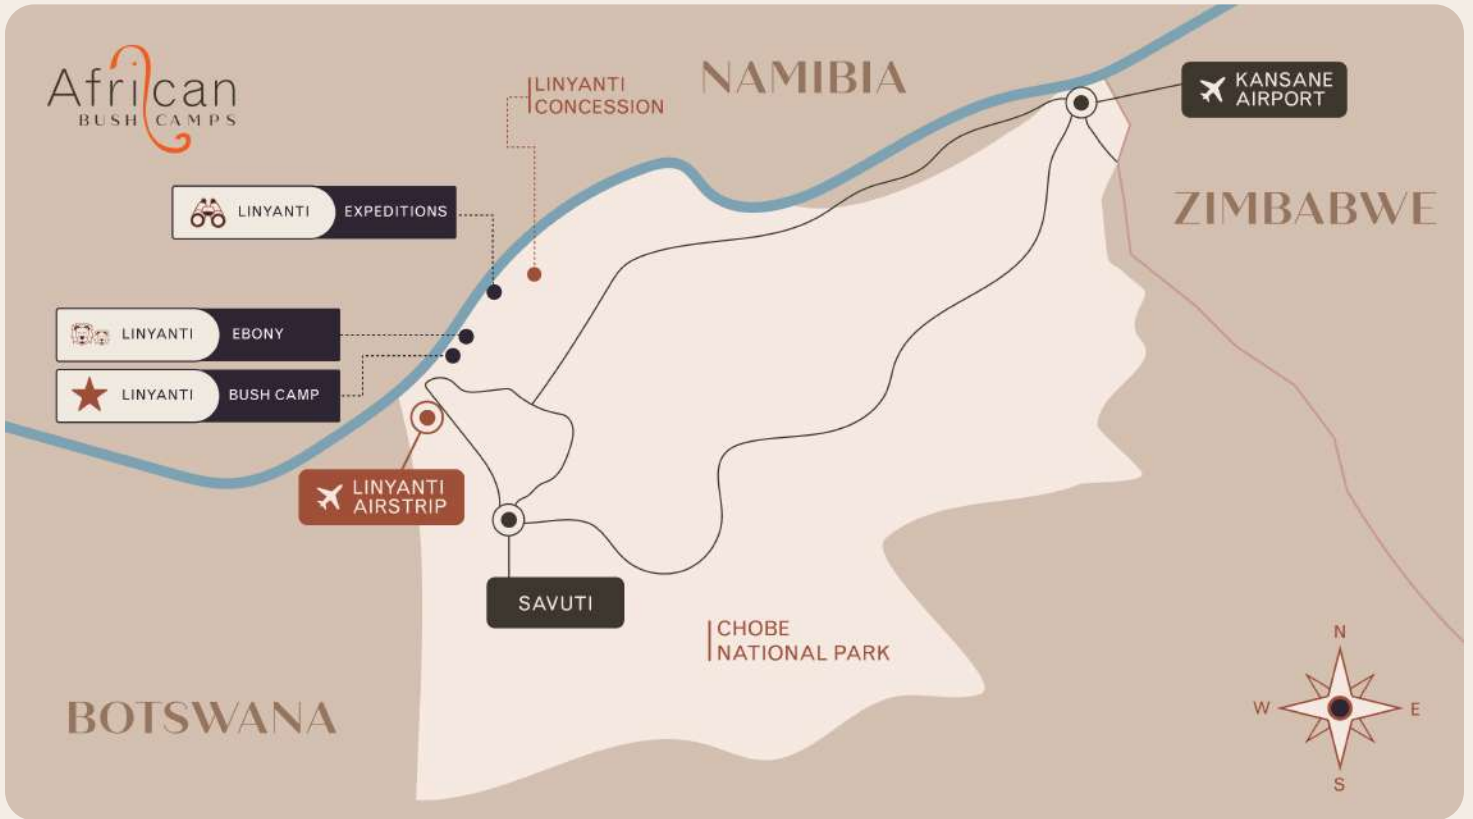 African
BUSH CAMPS
LINYANTI
CONCESSION
NAMIBIA
KANSANE
AIRPORT
ZIMBABWE
LINYANTI EXPEDITIONS
LINYANTI EBONY
LINYANTI BUSH CAMP
LINYANTI
AIRSTRIP
SAVUTI
CHOBE
NATIONAL PARK
BOTSWANA
N
W E
S